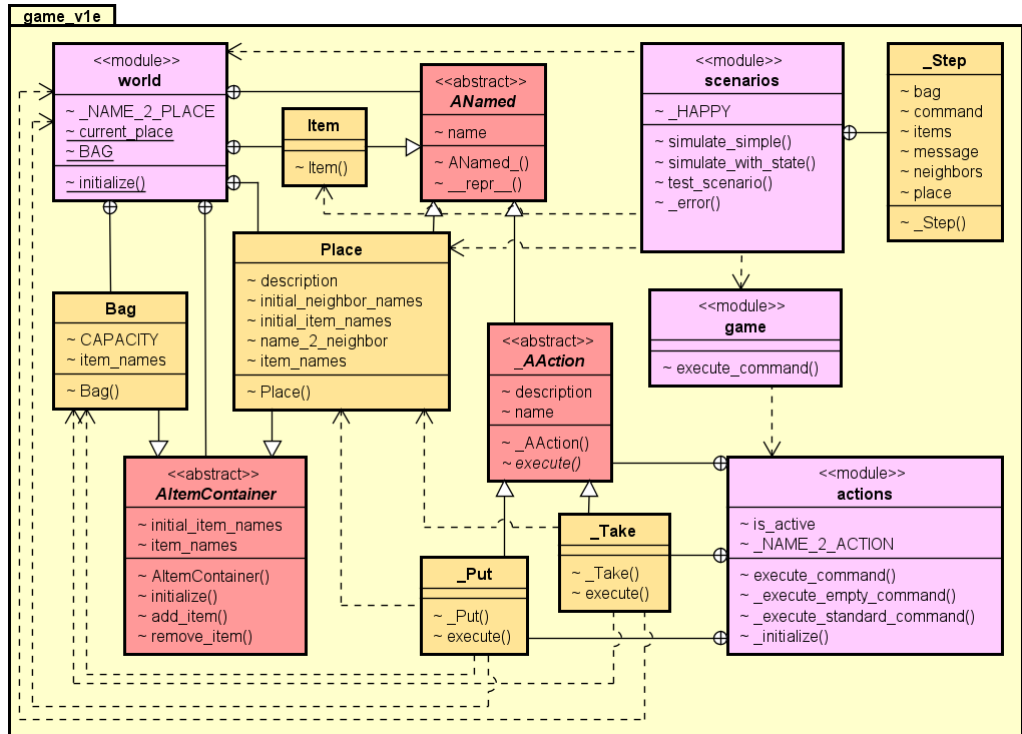 game_v1e
<<module>>
world
~ _NAME_2_PLACE
~ current_place
~ BAG
~ initialize()
<<abstract>>
ANamed
~ name
~ ANamed_()
~ __repr__()
Item
~ Item()
<<module>>
scenarios
~ _HAPPY
~ simulate_simple()
~ simulate_with_state()
~ test_scenario()
~ _error()
_Step
~ bag
~ command
~ items
~ message
~ neighbors
~ place
~ _Step()
Place
~ description
~ initial_neighbor_names
~ initial_item_names
~ name_2_neighbor
~ item_names
~ Place()
Bag
~ CAPACITY
~ item_names
~ Bag()
<<abstract>>
_AAction
~ description
~ name
~ _AAction()
~ execute()
<<module>>
game
~ execute_command()
<<abstract>>
AItemContainer
~ initial_item_names
~ item_names
~ AItemContainer()
~ initialize()
~ add_item()
~ remove_item()
_Put
~ _Put()
~ execute()
_Take
~ _Take()
~ execute()
<<module>>
actions
~ is_active
~ _NAME_2_ACTION
~ execute_command()
~ _execute_empty_command()
~ _execute_standard_command()
~ _initialize()